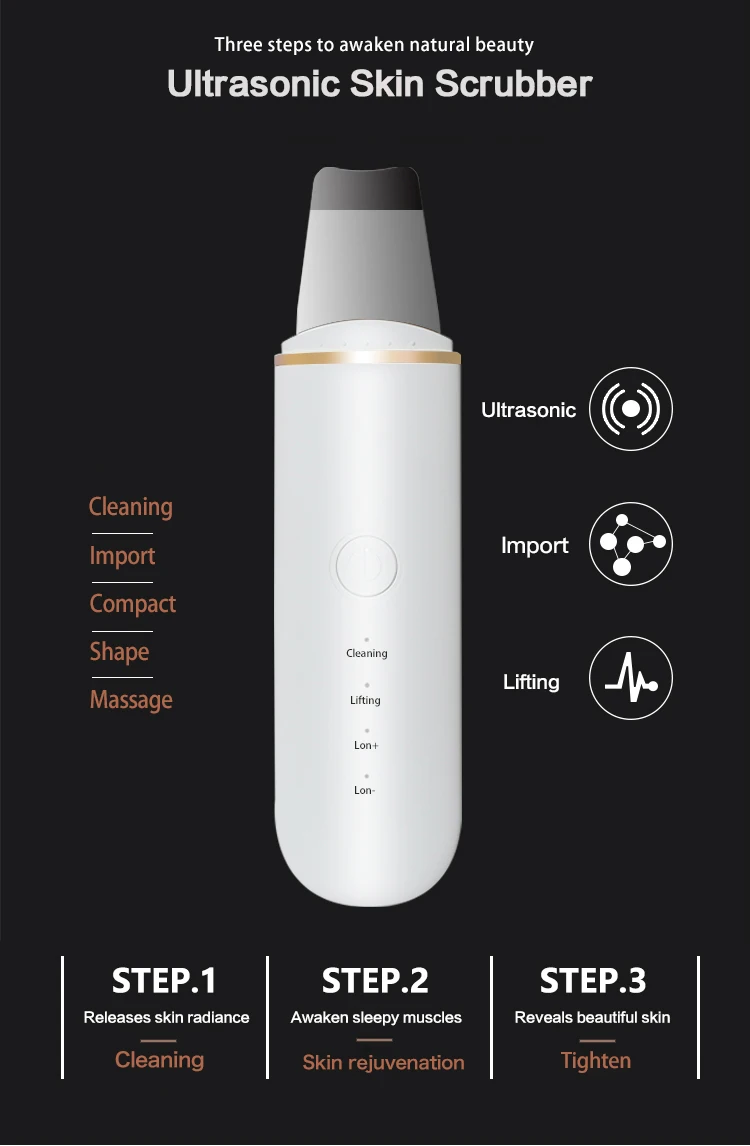 Three steps to awaken natural beauty
Ultrasonic Skin Scrubber
Ultrasonic
Import
Lifting
Cleaning
Import
Compact
Shape
Massage
Cleaning
Lifting
Lon+
Lon-
STEP.1
Releases skin radiance
Cleaning
STEP.2
Awaken sleepy muscles
Skin rejuvenation
STEP.3
Reveals beautiful skin
Tighten